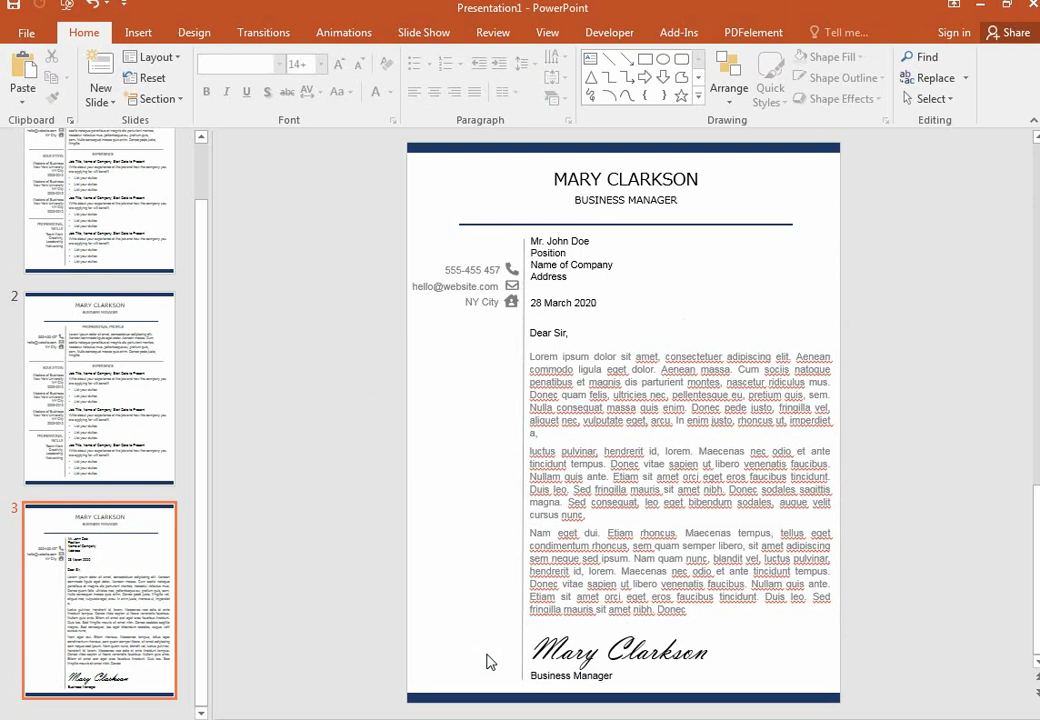 Presentation1 - PowerPoint
File Home Insert Design Transitions Animations Slide Show Review View Developer Add-Ins PDFelement Tell me... Sign in Share
Paste
Clipboard
New Slide
Layout
Reset
Section
Slides
14+
B I U S abc AV Aa A
Font
Paragraph
Arrange
Quick Styles
Shape Fill
Shape Outline
Shape Effects
Drawing
Find
Replace
Select
Editing
2
MARY CLARKSON
BUSINESS MANAGER
3
MARY CLARKSON
BUSINESS MANAGER
MARY CLARKSON
BUSINESS MANAGER
555-455 457
hello@website.com
NY City
Mr. John Doe
Position
Name of Company
Address
28 March 2020
Dear Sir,
Lorem ipsum dolor sit amet, consectetuer adipiscing elit. Aenean
commodo ligula eget dolor. Aenean massa. Cum sociis natoque
penatibus et magnis dis parturient montes, nascetur ridiculus mus.
Donec quam felis, ultricies nec, pellentesque eu, pretium quis, sem.
Nulla consequat massa quis enim. Donec pede justo, fringilla vel,
aliquet nec, vulputate eget, arcu. In enim justo, rhoncus ut, imperdiet
a,
luctus pulvinar, hendrerit id, lorem. Maecenas nec odio et ante
tincidunt tempus. Donec vitae sapien ut libero venenatis faucibus.
Nullam quis ante. Etiam sit amet orci eget eros faucibus tincidunt.
Duis leo. Sed fringilla mauris sit amet nibh. Donec sodales sagittis
magna. Sed consequat, leo eget bibendum sodales, augue velit
cursus nunc,
Nam eget dui. Etiam rhoncus. Maecenas tempus, tellus eget
condimentum rhoncus, sem quam semper libero, sit amet adipiscing
sem neque sed ipsum. Nam quam nunc, blandit vel, luctus pulvinar,
hendrerit id, lorem. Maecenas nec odio et ante tincidunt tempus.
Donec vitae sapien ut libero venenatis faucibus. Nullam quis ante.
Etiam sit amet orci eget eros faucibus tincidunt. Duis leo. Sed
fringilla mauris sit amet nibh. Donec
Mary Clarkson
Business Manager